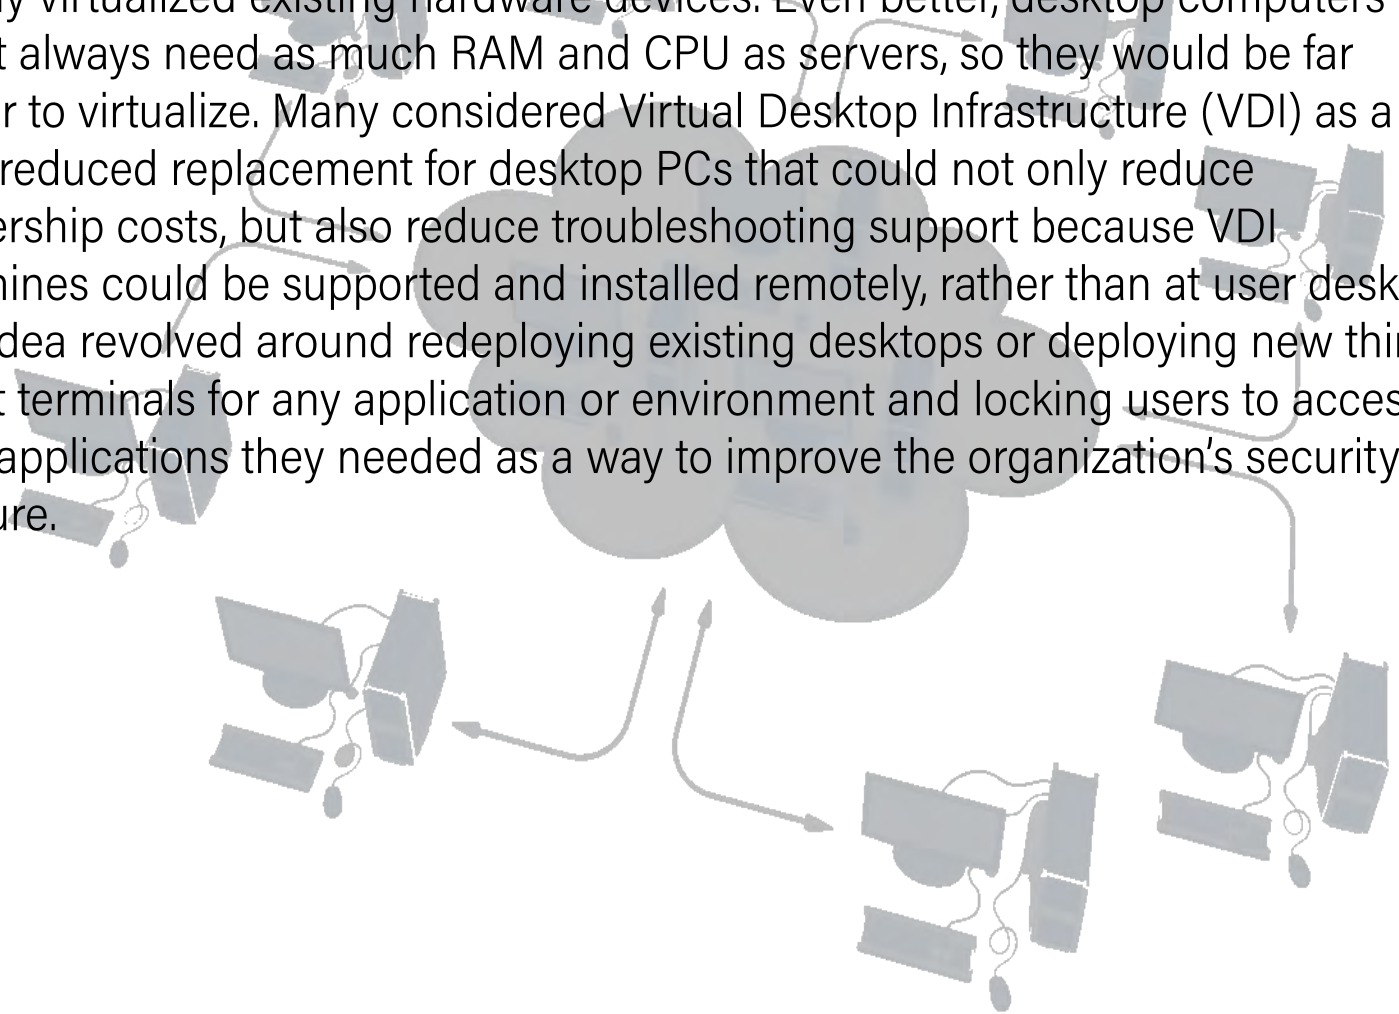 y virtualized existing hardware devices. Even better, desktop computers
t always need as much RAM and CPU as servers, so they would be far
r to virtualize. Many considered Virtual Desktop Infrastructure (VDI) as a
reduced replacement for desktop PCs that could not only reduce
ership costs, but also reduce troubleshooting support because VDI
hines could be supported and installed remotely, rather than at user desk
dea revolved around redeploying existing desktops or deploying new thin
t terminals for any application or environment and locking users to acces
applications they needed as a way to improve the organization’s security
ure.